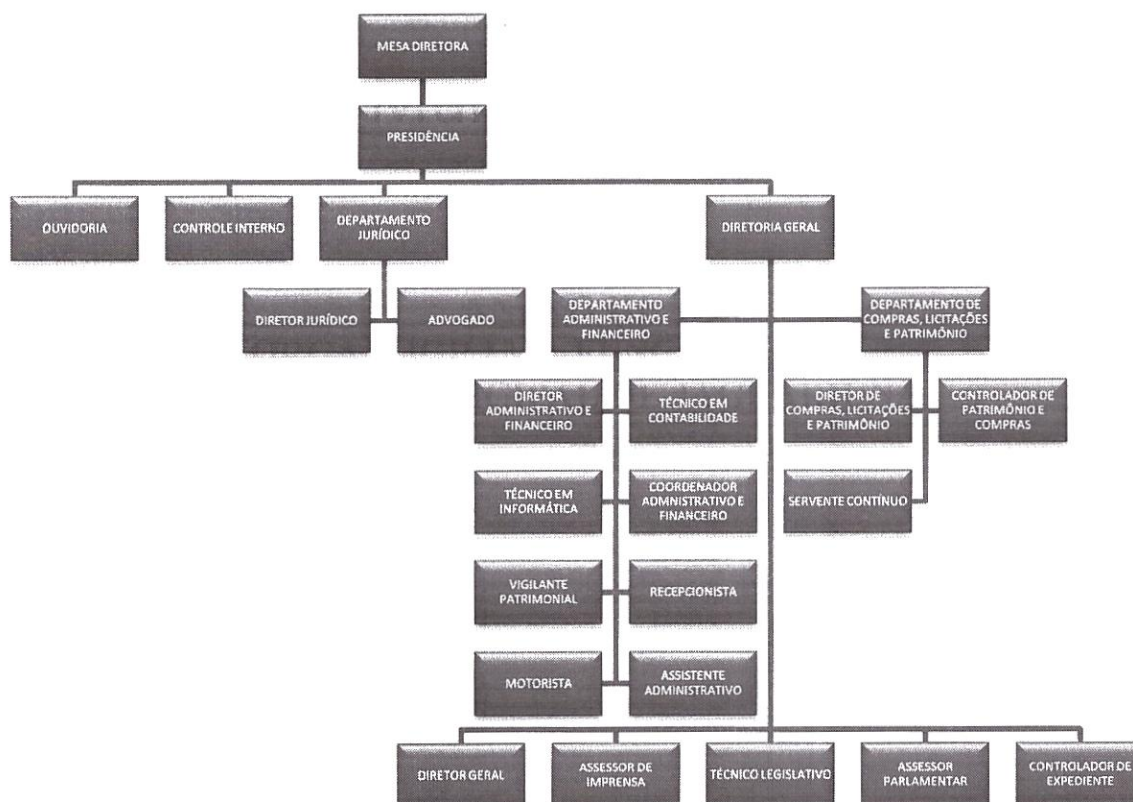 MESA DIRETORA
PRESIDÊNCIA
OUVIDORIA
CONTROLE INTERNO
DEPARTAMENTO
JURÍDICO
DIRETORIA GERAL
DIRETOR JURÍDICO
ADVOGADO
DEPARTAMENTO
ADMINISTRATIVO E
FINANCEIRO
DEPARTAMENTO DE
COMPRAS, LICITAÇÕES
E PATRIMÔNIO
DIRETOR
ADMINISTRATIVO E
FINANCEIRO
TÉCNICO EM
CONTABILIDADE
DIRETOR DE
COMPRAS, LICITAÇÕES
E PATRIMÔNIO
CONTROLADOR DE
PATRIMÔNIO E
COMPRAS
TÉCNICO EM
INFORMÁTICA
COORDENADOR
ADMNISTRATIVO E
FINANCEIRO
SERVENTE CONTÍNUO
VIGILANTE
PATRIMONIAL
RECEPCIONISTA
MOTORISTA
ASSISTENTE
ADMINISTRATIVO
DIRETOR GERAL
ASSESSOR DE
IMPRENSA
TÉCNICO LEGISLATIVO
ASSESSOR
PARLAMENTAR
CONTROLADOR DE
EXPEDIENTE